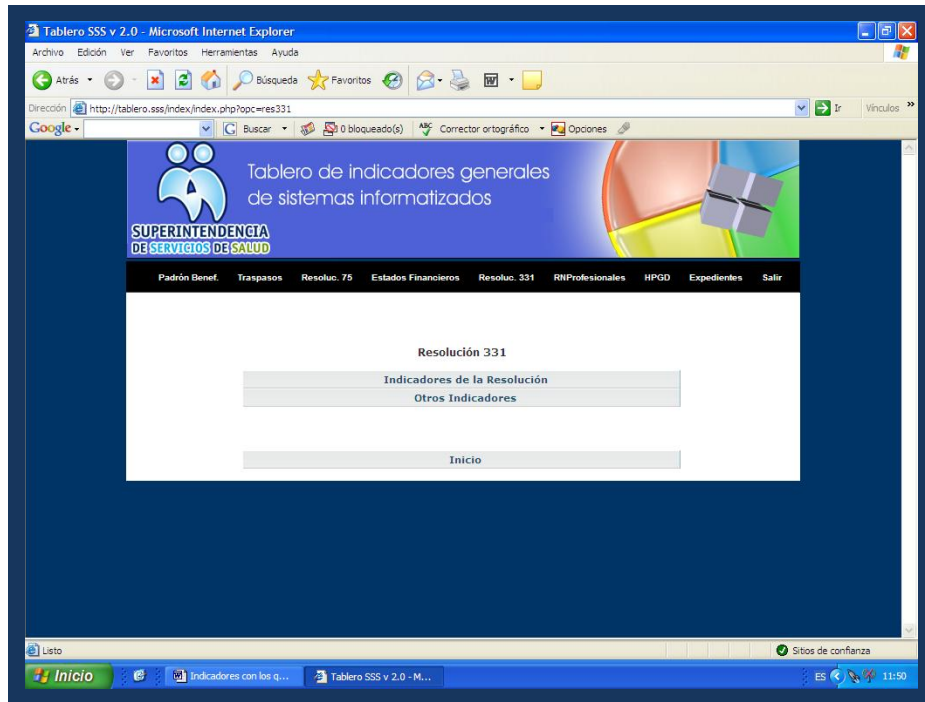 Tablero SSS v 2.0 - Microsoft Internet Explorer
Archivo Edición Ver Favoritos Herramientas Ayuda
Atrás Búsqueda Favoritos
Dirección http://tablero.sss/index/index.php?opc=res331 Ir Vínculos »
Google Buscar 0 bloqueado(s) ABC Corrector ortográfico Opciones
Tablero de indicadores generales
de sistemas informatizados
SUPERINTENDENCIA
DE SERVICIOS DE SALUD
Padrón Benef. Traspasos Resoluc. 75 Estados Financieros Resoluc. 331 RNProfesionales HPGD Expedientes Salir
Resolución 331
Indicadores de la Resolución
Otros Indicadores
Inicio
Listo Sitios de confianza
Inicio Indicadores con los q... Tablero SSS v 2.0 - M... ES 11:50